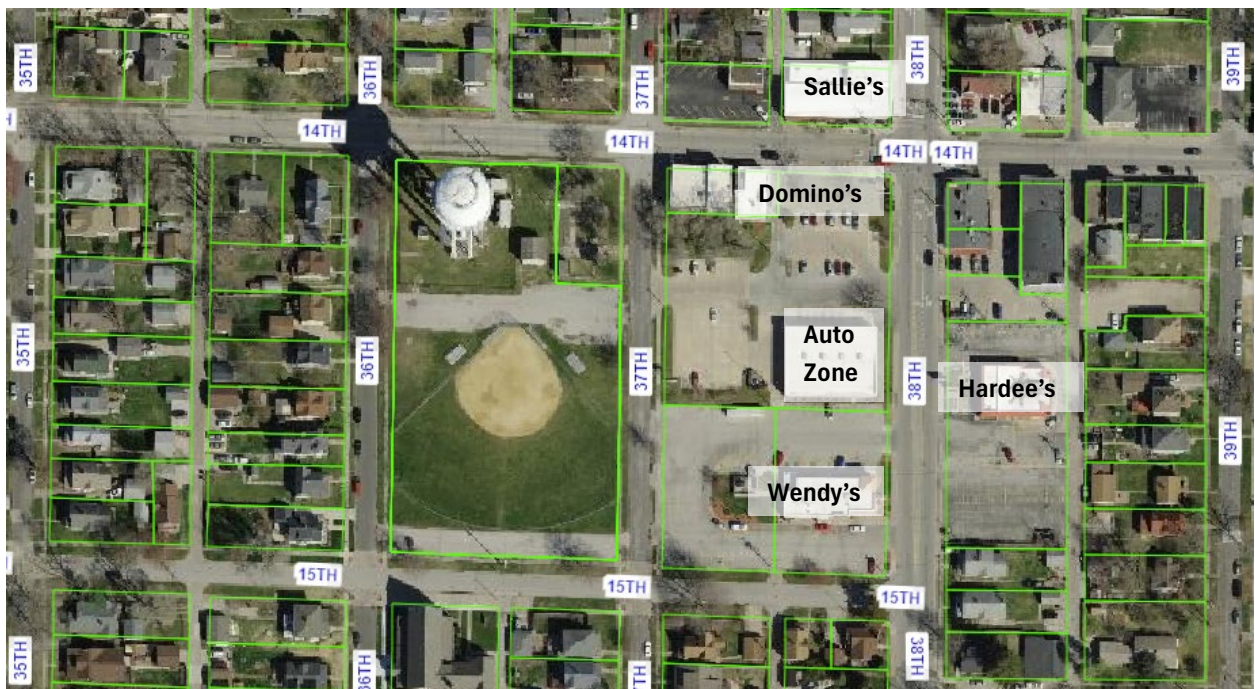 35TH
36TH
37TH
38TH
39TH
Sallie's
H
14TH
14TH
14TH
14TH
Domino's
35TH
36TH
37TH
Auto
Zone
38TH
Hardee's
39TH
Wendy's
15TH
15TH
15TH
35TH
36TH
TH
38TH